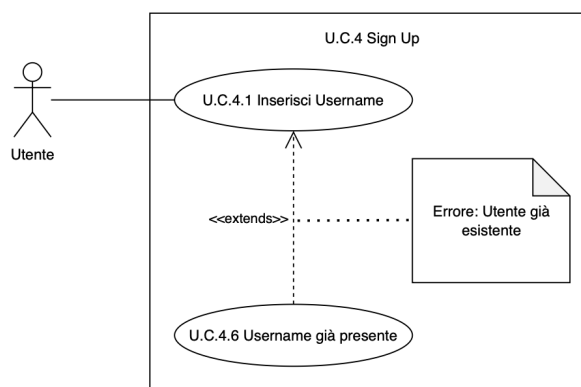 U.C.4 Sign Up
U.C.4.1 Inserisci Username
Utente
Errore: Utente già
esistente
<<extends>>
U.C.4.6 Username già presente